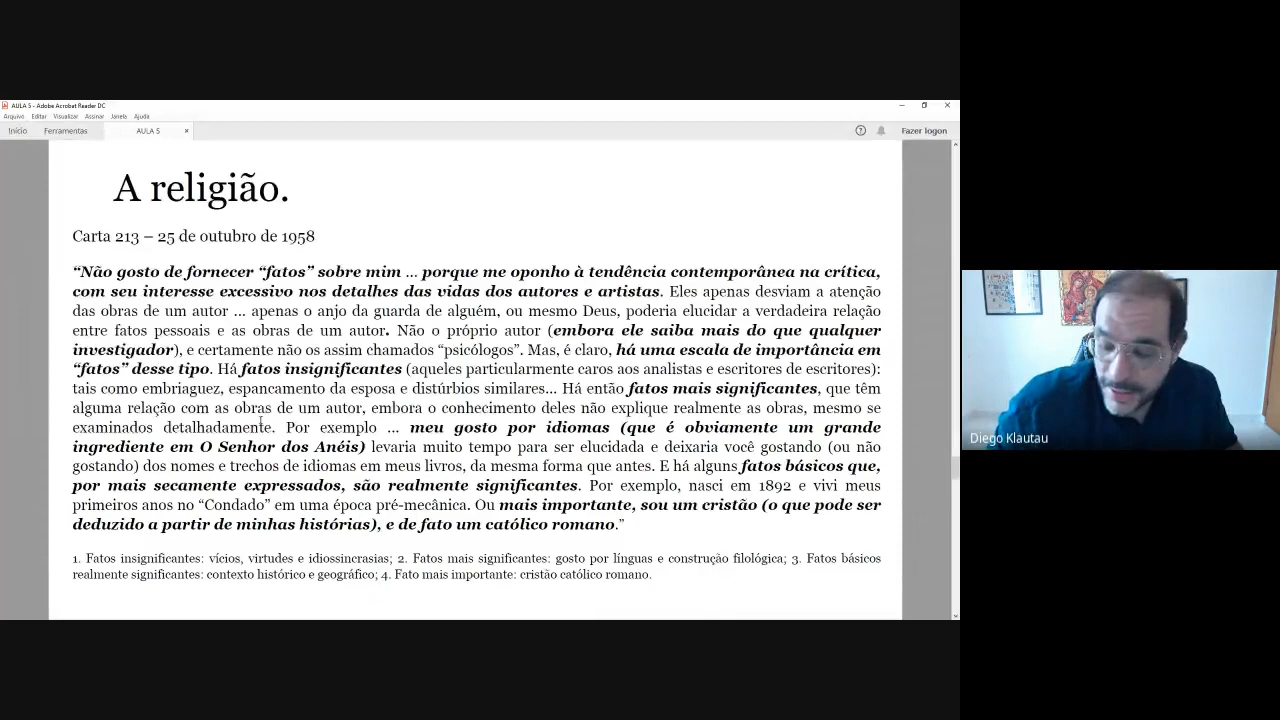 AULA 5 - Adobe Acrobat Reader DC
Arquivo Editar Visualizar Assinar Janela Ajuda
Início Ferramentas AULA 5 × Fazer logon
A religião.
Carta 213 – 25 de outubro de 1958
“Não gosto de fornecer “fatos” sobre mim ... porque me oponho à tendência contemporânea na crítica,
com seu interesse excessivo nos detalhes das vidas dos autores e artistas. Eles apenas desviam a atenção
das obras de um autor ... apenas o anjo da guarda de alguém, ou mesmo Deus, poderia elucidar a verdadeira relação
entre fatos pessoais e as obras de um autor. Não o próprio autor (embora ele saiba mais do que qualquer
investigador), e certamente não os assim chamados “psicólogos”. Mas, é claro, há uma escala de importância em
“fatos” desse tipo. Há fatos insignificantes (aqueles particularmente caros aos analistas e escritores de escritores):
tais como embriaguez, espancamento da esposa e distúrbios similares... Há então fatos mais significantes, que têm
alguma relação com as obras de um autor, embora o conhecimento deles não explique realmente as obras, mesmo se
examinados detalhadamente. Por exemplo ... meu gosto por idiomas (que é obviamente um grande
ingrediente em O Senhor dos Anéis) levaria muito tempo para ser elucidada e deixaria você gostando (ou não
gostando) dos nomes e trechos de idiomas em meus livros, da mesma forma que antes. E há alguns fatos básicos que,
por mais secamente expressados, são realmente significantes. Por exemplo, nasci em 1892 e vivi meus
primeiros anos no “Condado” em uma época pré-mecânica. Ou mais importante, sou um cristão (o que pode ser
deduzido a partir de minhas histórias), e de fato um católico romano.”
1. Fatos insignificantes: vícios, virtudes e idiossincrasias; 2. Fatos mais significantes: gosto por línguas e construção filológica; 3. Fatos básicos
realmente significantes: contexto histórico e geográfico; 4. Fato mais importante: cristão católico romano.
Diego Klautau